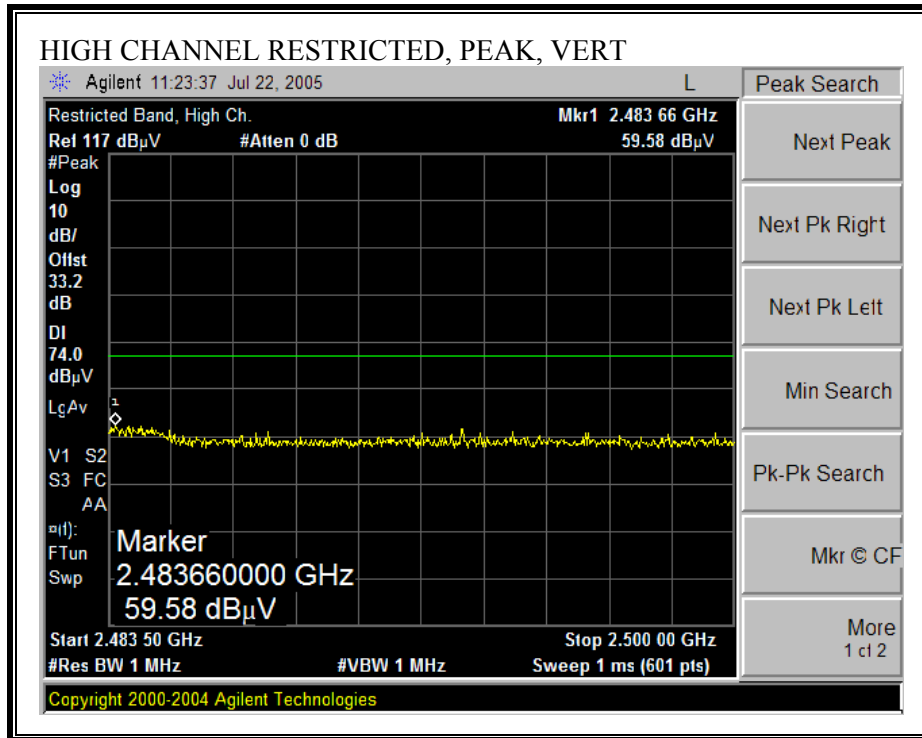 HIGH CHANNEL RESTRICTED, PEAK, VERT
Agilent 11:23:37 Jul 22, 2005 L
Peak Search
Restricted Band, High Ch. Mkr1 2.483 66 GHz
Ref 117 dBµV #Atten 0 dB 59.58 dBµV
Next Peak
#Peak
Log
10
dB/
Next Pk Right
Offst
33.2
dB
Next Pk Left
DI
74.0
dBµV
Min Search
LgAv
1
V1 S2
S3 FC
AA
Pk-Pk Search
¤(f):
FTun
Swp
Marker
2.483660000 GHz
59.58 dBµV
Mkr © CF
More
1 of 2
Start 2.483 50 GHz Stop 2.500 00 GHz
#Res BW 1 MHz #VBW 1 MHz Sweep 1 ms (601 pts)
Copyright 2000-2004 Agilent Technologies